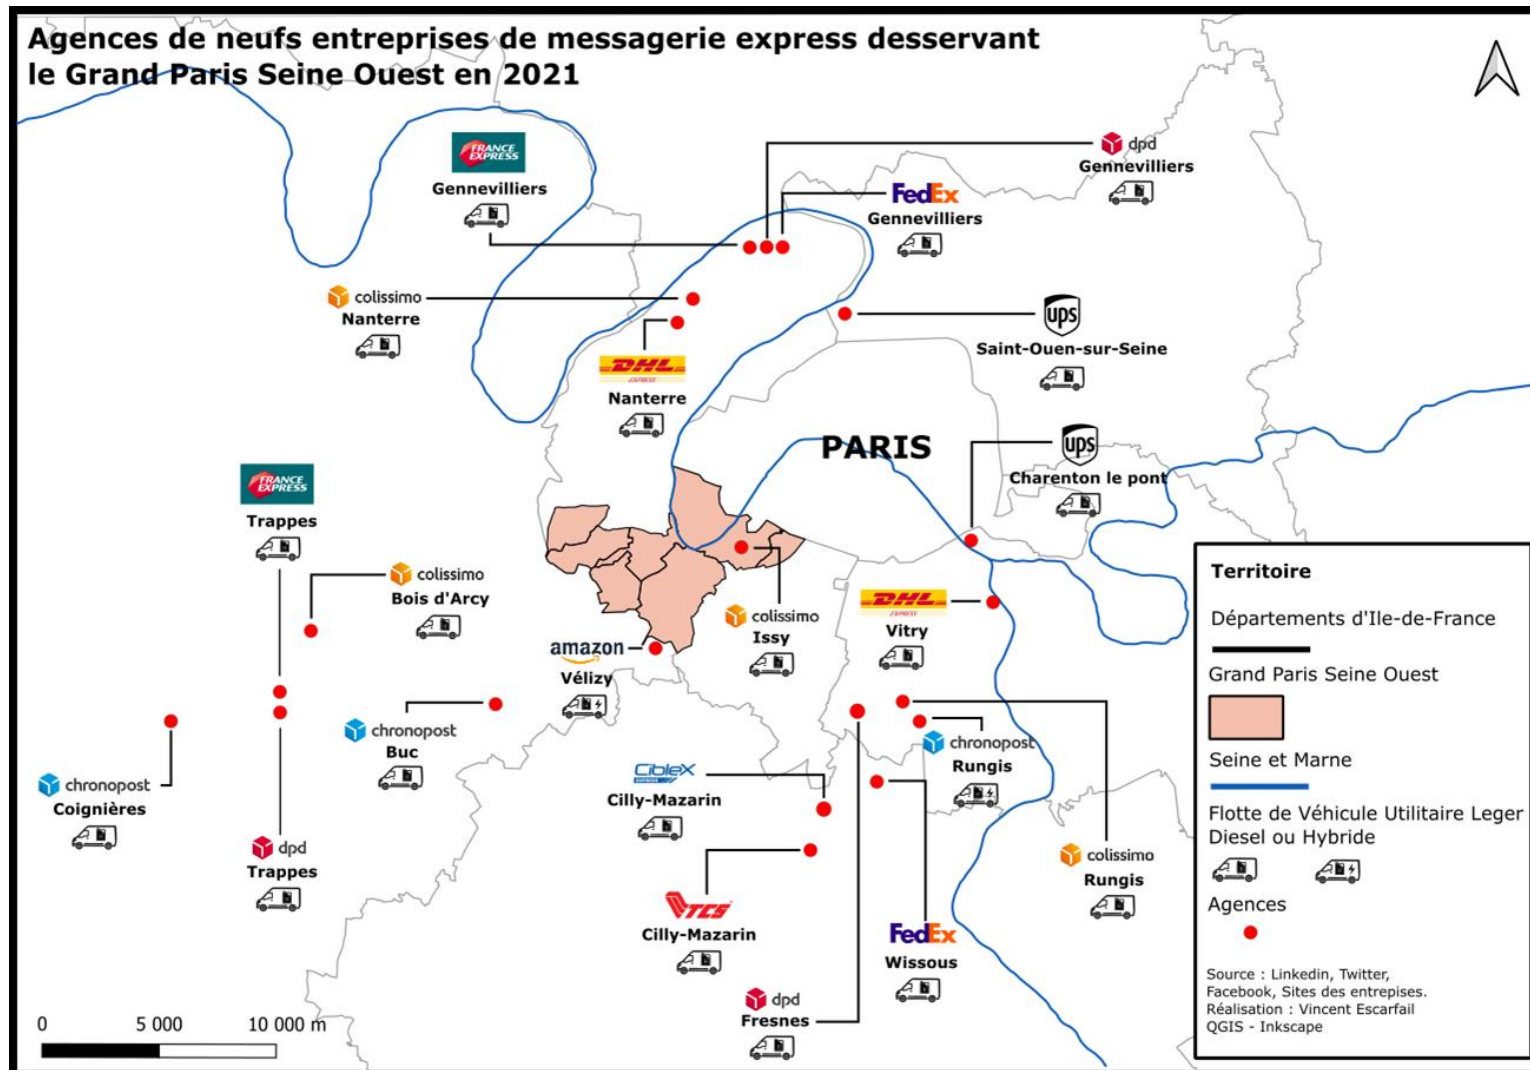 Agences de neufs entreprises de messagerie express desservant
le Grand Paris Seine Ouest en 2021
FRANCE
EXPRESS
Gennevilliers
dpd
Gennevilliers
FedEx
Gennevilliers
colissimo
Nanterre
DHL
EXPRESS
Nanterre
ups
Saint-Ouen-sur-Seine
PARIS
ups
Charenton le pont
FRANCE
EXPRESS
Trappes
colissimo
Bois d'Arcy
DHL
EXPRESS
Vitry
colissimo
Issy
amazon
Vélizy
chronopost
Buc
chronopost
Rungis
chronopost
Coignières
CibleX
EXPRESS
Cilly-Mazarin
dpd
Trappes
colissimo
Rungis
TCS
Cilly-Mazarin
FedEx
Wissous
dpd
Fresnes
0 5 000 10 000 m
Territoire
Départements d'Ile-de-France
Grand Paris Seine Ouest
Seine et Marne
Flotte de Véhicule Utilitaire Leger
Diesel ou Hybride
Agences
Source : Linkedin, Twitter,
Facebook, Sites des entrepises.
Réalisation : Vincent Escarfail
QGIS - Inkscape